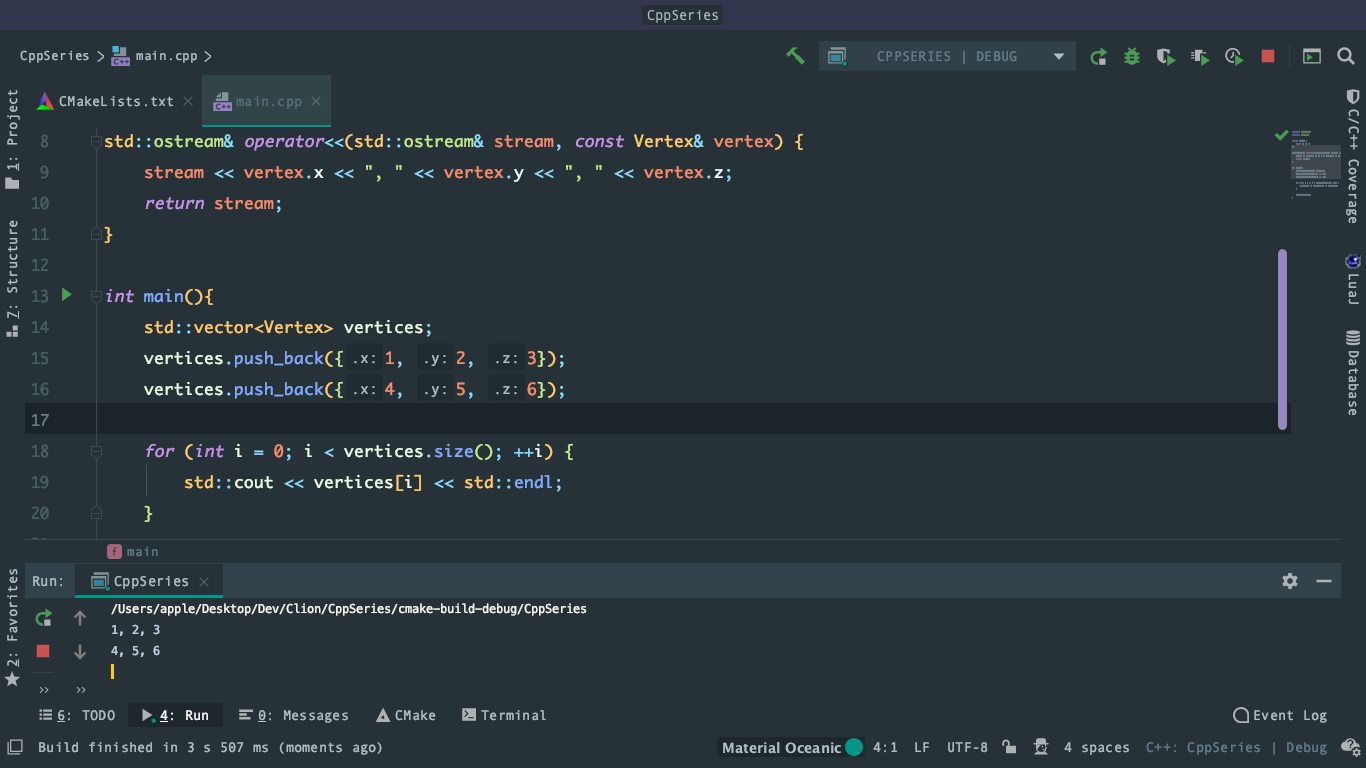 CppSeries
CppSeries > main.cpp >
CPPSERIES | DEBUG
CMakeLists.txt
main.cpp
1: Project
7: Structure
2: Favorites
8 std::ostream& operator<<(std::ostream& stream, const Vertex& vertex) {
9 stream << vertex.x << ", " << vertex.y << ", " << vertex.z;
10 return stream;
11 }
12
13 int main(){
14 std::vector<Vertex> vertices;
15 vertices.push_back({ .x: 1, .y: 2, .z: 3});
16 vertices.push_back({ .x: 4, .y: 5, .z: 6});
17
18 for (int i = 0; i < vertices.size(); ++i) {
19 std::cout << vertices[i] << std::endl;
20 }
f main
C/C++ Coverage
LuaJ
Database
Run: CppSeries
/Users/apple/Desktop/Dev/Clion/CppSeries/cmake-build-debug/CppSeries
1, 2, 3
4, 5, 6
6: TODO 4: Run 0: Messages CMake Terminal Event Log
Build finished in 3 s 507 ms (moments ago) Material Oceanic 4:1 LF UTF-8 4 spaces C++: CppSeries | Debug